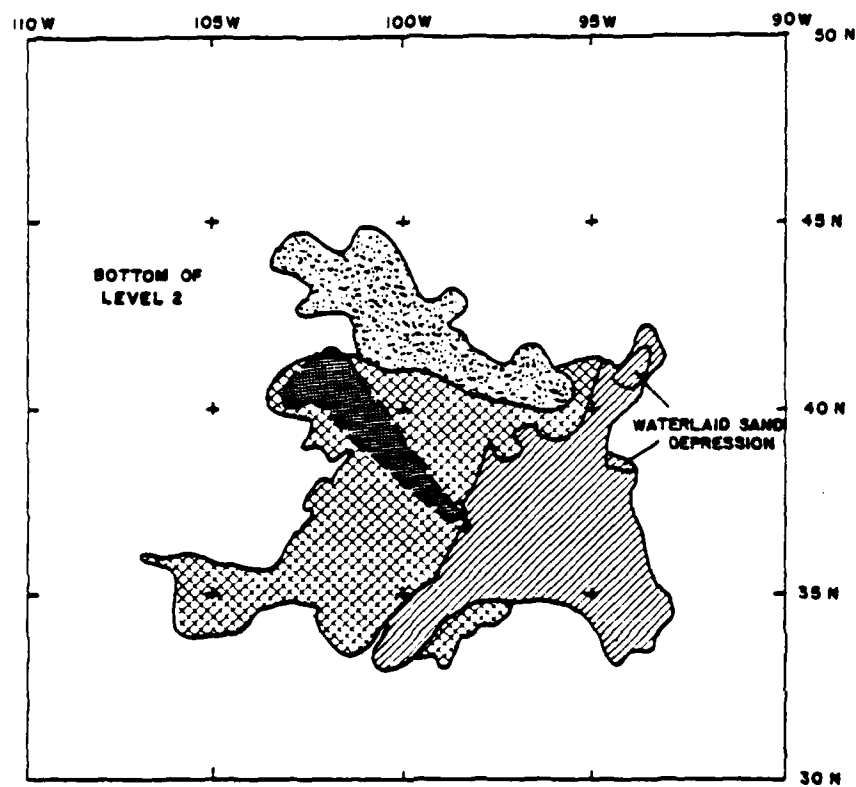 110W 105W 100W 95W 90W
50 N
45 N
BOTTOM OF
LEVEL 2
40 N
WATERLAID SAND
DEPRESSION
35 N
30 N